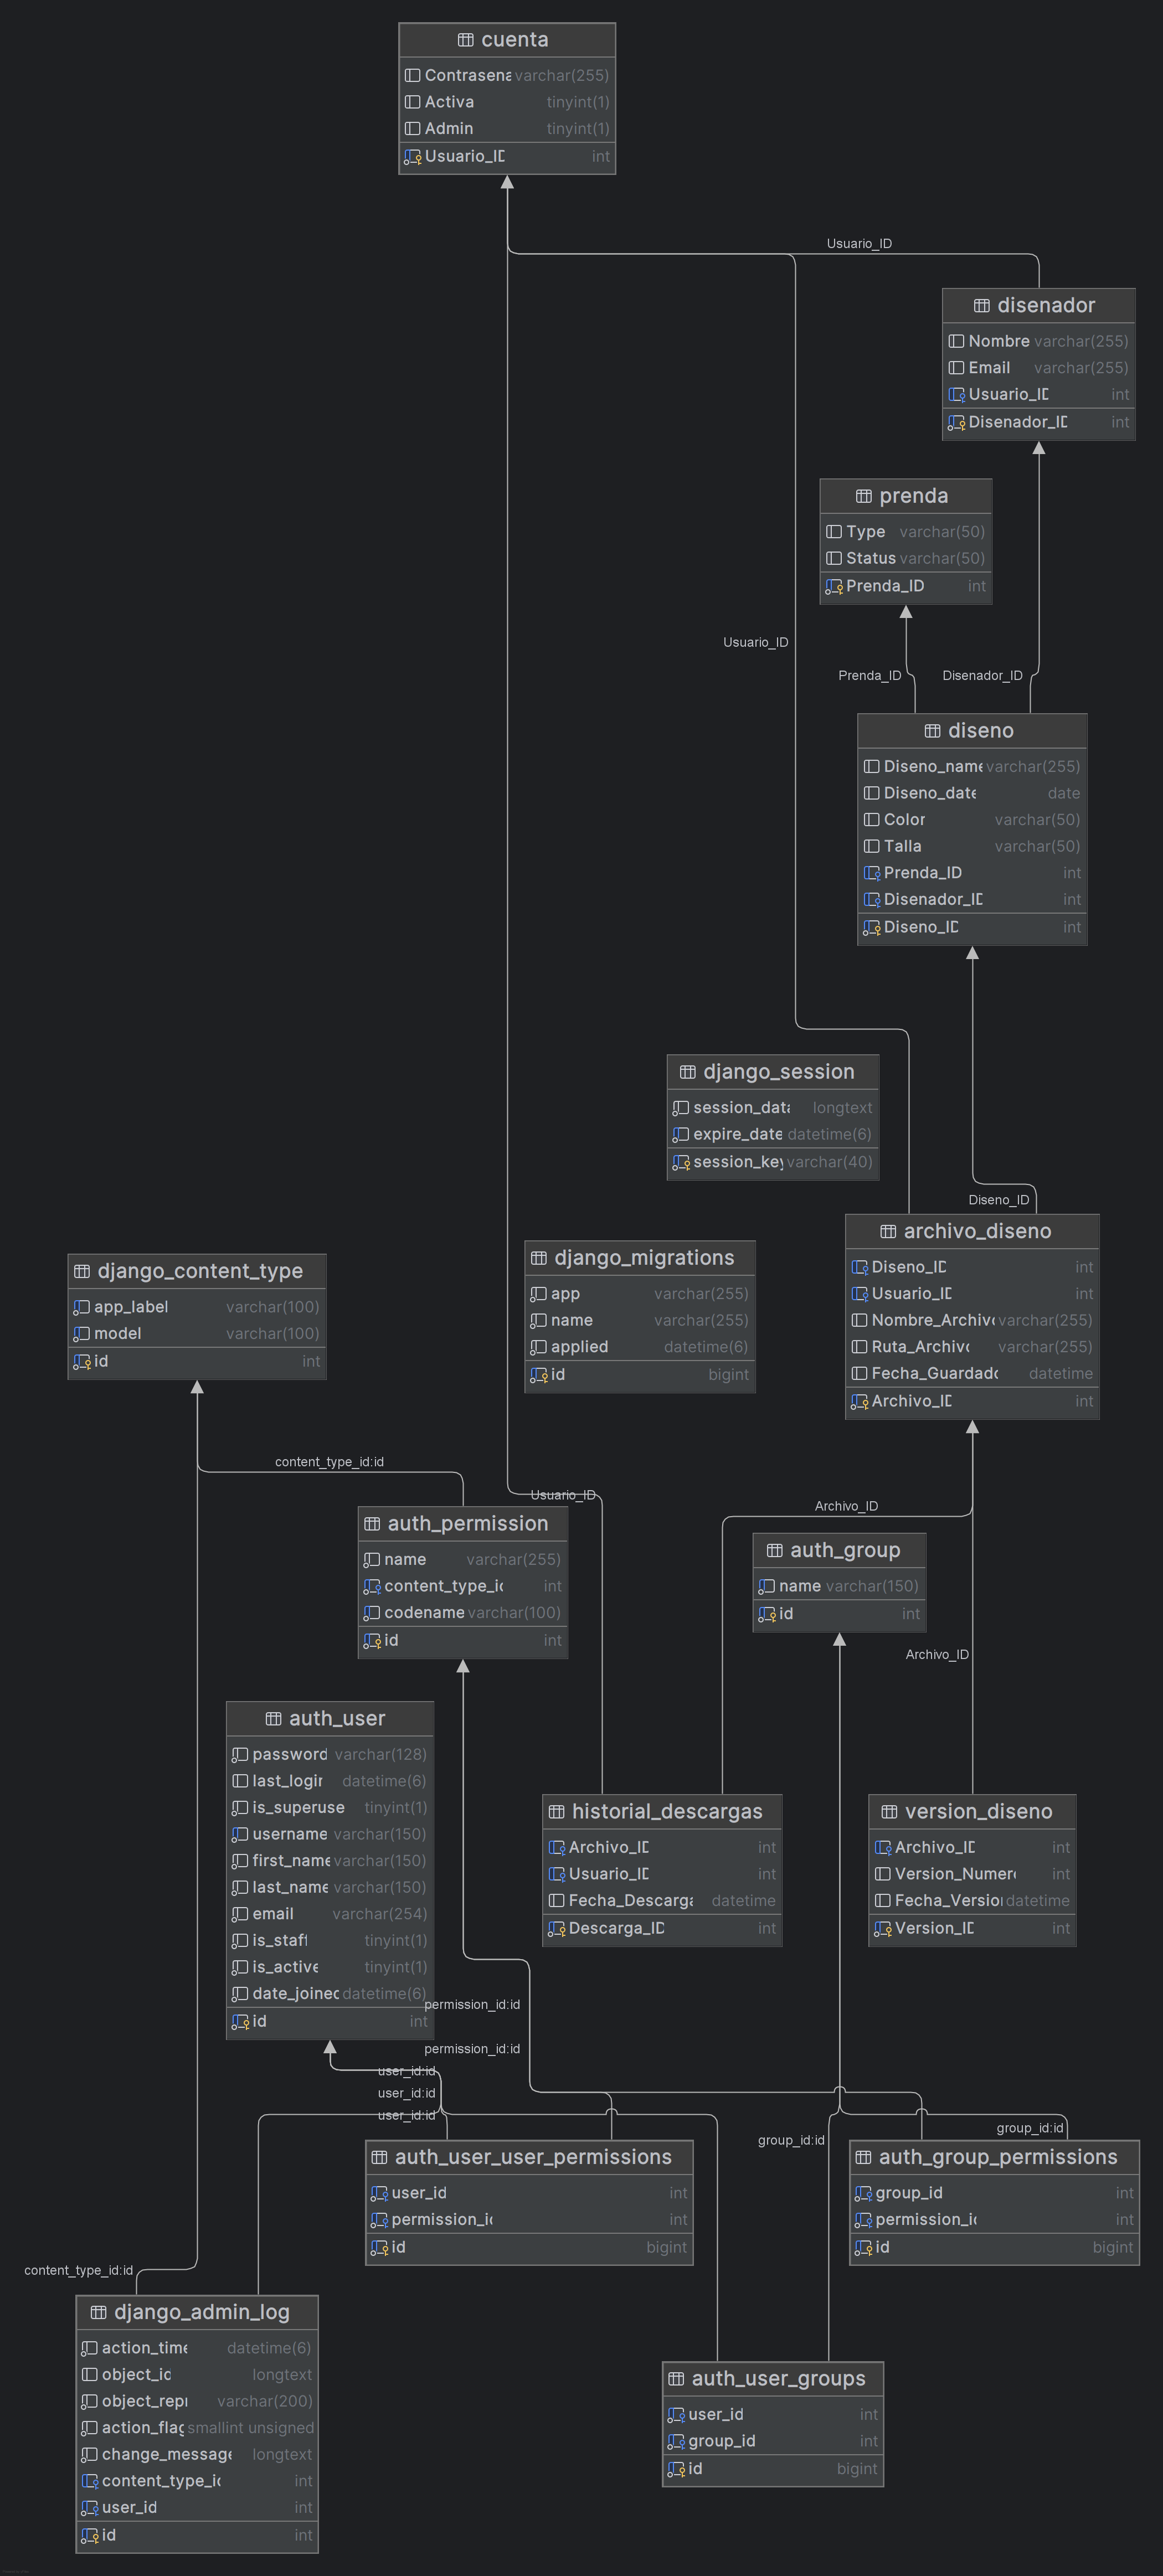 cuenta
Contrasena varchar(255)
Activa tinyint(1)
Admin tinyint(1)
Usuario_ID int
Usuario_ID
disenador
Nombre varchar(255)
Email varchar(255)
Usuario_ID int
Disenador_ID int
prenda
Type varchar(50)
Status varchar(50)
Prenda_ID int
Usuario_ID
Prenda_ID
Disenador_ID
diseno
Diseno_name varchar(255)
Diseno_date date
Color varchar(50)
Talla varchar(50)
Prenda_ID int
Disenador_ID int
Diseno_ID int
django_session
session_data longtext
expire_date datetime(6)
session_key varchar(40)
Diseno_ID
archivo_diseno
Diseno_ID int
Usuario_ID int
Nombre_Archivo varchar(255)
Ruta_Archivo varchar(255)
Fecha_Guardado datetime
Archivo_ID int
django_migrations
app varchar(255)
name varchar(255)
applied datetime(6)
id bigint
django_content_type
app_label varchar(100)
model varchar(100)
id int
content_type_id:id
Usuario_ID
Archivo_ID
auth_permission
name varchar(255)
content_type_id int
codename varchar(100)
id int
auth_group
name varchar(150)
id int
Archivo_ID
auth_user
password varchar(128)
last_login datetime(6)
is_superuse tinyint(1)
username varchar(150)
first_name varchar(150)
last_name varchar(150)
email varchar(254)
is_staff tinyint(1)
is_active tinyint(1)
date_joined datetime(6)
id int
historial_descargas
Archivo_ID int
Usuario_ID int
Fecha_Descarga datetime
Descarga_ID int
version_diseno
Archivo_ID int
Version_Numero int
Fecha_Version datetime
Version_ID int
permission_id:id
permission_id:id
user_id:id
user_id:id
user_id:id
group_id:id
group_id:id
auth_user_user_permissions
user_id int
permission_id int
id bigint
auth_group_permissions
group_id int
permission_id int
id bigint
content_type_id:id
django_admin_log
action_time datetime(6)
object_id longtext
object_repr varchar(200)
action_flag smallint unsigned
change_message longtext
content_type_id int
user_id int
id int
auth_user_groups
user_id int
group_id int
id bigint